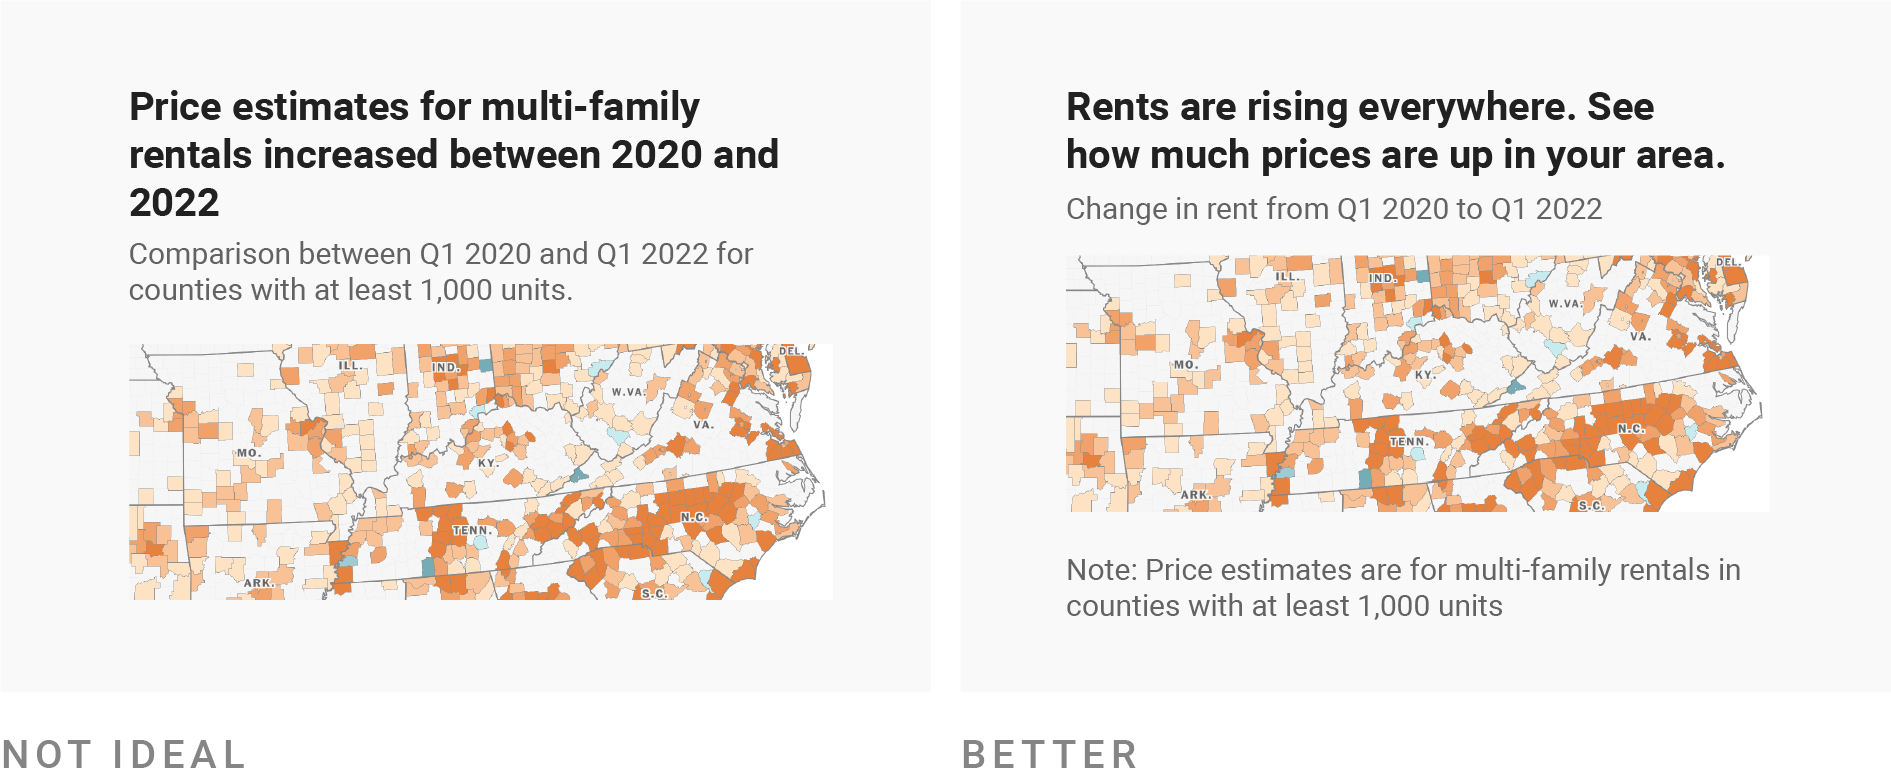 Price estimates for multi-family
rentals increased between 2020 and
2022
Comparison between Q1 2020 and Q1 2022 for
counties with at least 1,000 units.
DEL.
ILL.
IND.
W.VA.
VA.
MO.
KY.
N.C.
TENN.
ARK.
S.C.
NOT IDEAL
Rents are rising everywhere. See
how much prices are up in your area.
Change in rent from Q1 2020 to Q1 2022
DEL.
ILL.
IND.
W.VA.
VA.
MO.
KY.
N.C.
TENN.
ARK.
S.C.
Note: Price estimates are for multi-family rentals in
counties with at least 1,000 units
BETTER